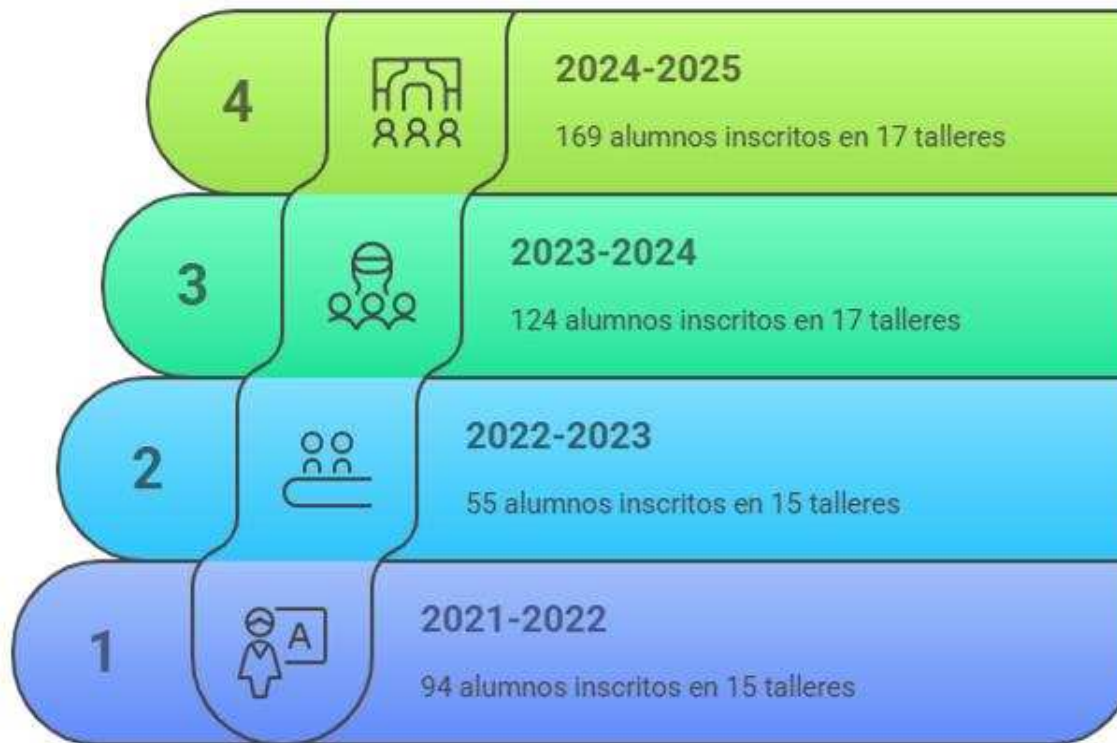 4
2024-2025
169 alumnos inscritos en 17 talleres
3
2023-2024
124 alumnos inscritos en 17 talleres
2
2022-2023
55 alumnos inscritos en 15 talleres
1
A
2021-2022
94 alumnos inscritos en 15 talleres